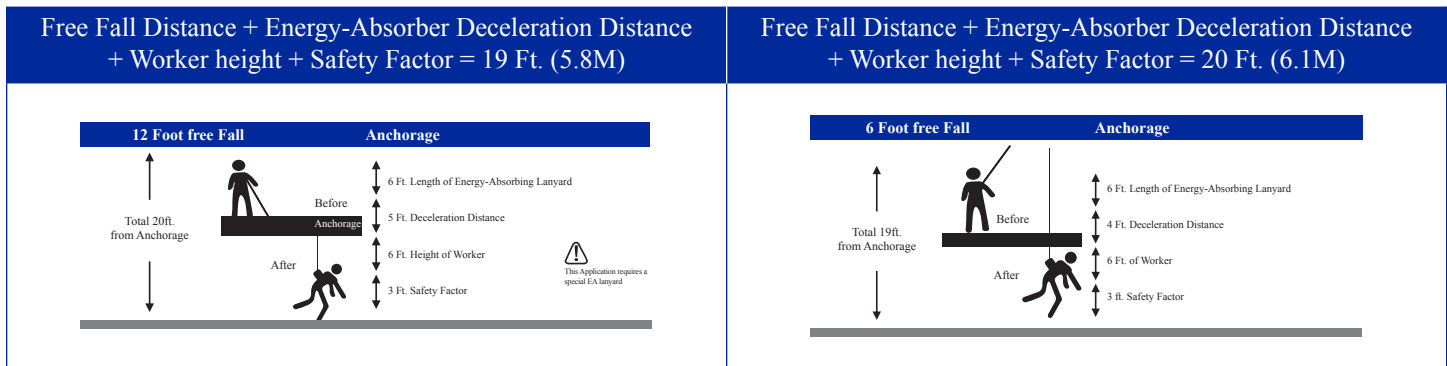 Free Fall Distance + Energy-Absorber Deceleration Distance
+ Worker height + Safety Factor = 19 Ft. (5.8M)
12 Foot free Fall
Anchorage
Total 20ft.
from Anchorage
Before
Anchorage
After
6 Ft. Length of Energy-Absorbing Lanyard
5 Ft. Deceleration Distance
6 Ft. Height of Worker
3 Ft. Safety Factor
This Application requires a
special EA lanyard
Free Fall Distance + Energy-Absorber Deceleration Distance
+ Worker height + Safety Factor = 20 Ft. (6.1M)
6 Foot free Fall
Anchorage
Total 19ft.
from Anchorage
Before
After
6 Ft. Length of Energy-Absorbing Lanyard
4 Ft. Deceleration Distance
6 Ft. of Worker
3 ft. Safety Factor